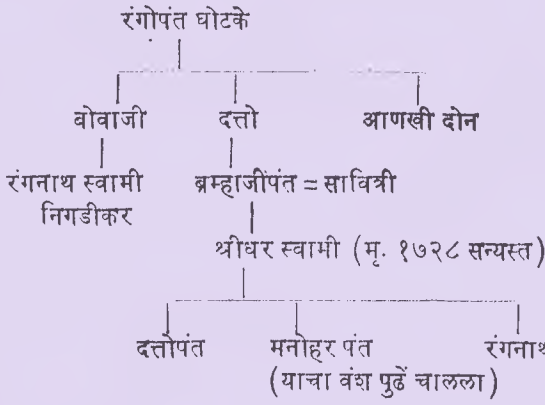 रंगोपंत घोटके
बोवाजी दत्तो आणखी दोन
रंगनाथ स्वामी ब्रम्हाजींपंत = सावित्री
निगडीकर
श्रीधर स्वामी (मृ. १७२८ सन्यस्त)
दत्तोपंत मनोहर पंत रंगनाथ
(याचा वंश पुढें चालला)